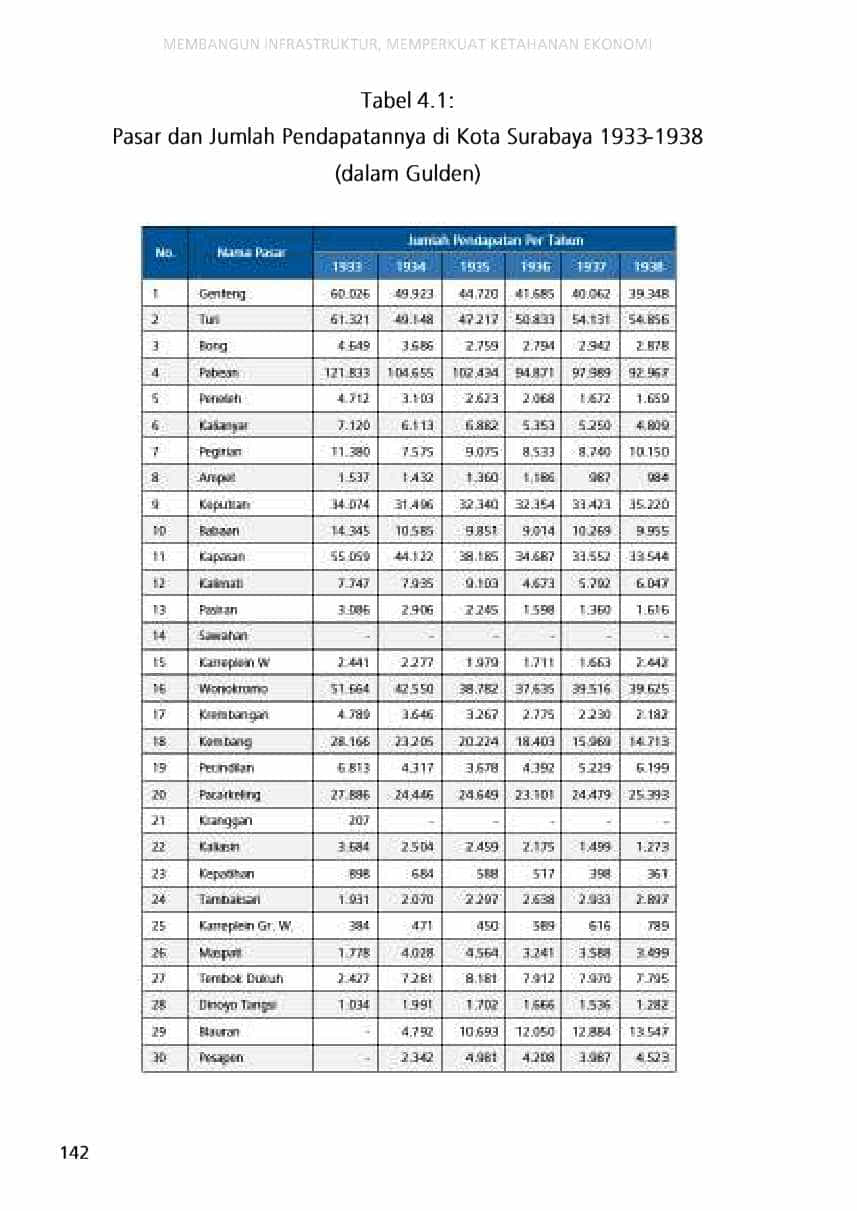 MEMBANGUN INFRASTRUKTUR, MEMPERKUAT KETAHANAN EKONOMI
Tabel 4.1:
Pasar dan Jumlah Pendapatannya di Kota Surabaya 1933-1938
(dalam Gulden)
No. Nama Pasar Jumlah Pendapatan Per Tahun
1933 1934 1935 1936 1937 1938
1 Genteng 60.026 49.923 44.720 41.685 40.062 39.348
2 Turi 61.321 49.148 47.217 50.833 54.131 54.856
3 Bong 4.649 3.686 2.759 2.794 2.942 2.878
4 Pabean 121.833 104.655 102.434 94.871 97.989 92.967
5 Peneleh 4.712 3.103 2.623 2.068 1.672 1.659
6 Kalianyar 7.120 6.113 6.882 5.353 5.250 4.809
7 Pegirian 11.380 7.575 9.075 8.533 8.740 10.150
8 Ampel 1.537 1.432 1.360 1.186 987 984
9 Keputran 34.074 31.496 32.340 32.354 33.423 35.220
10 Babaan 14.345 10.585 9.851 9.014 10.269 9.955
11 Kapasan 55.059 44.122 38.185 34.687 33.552 33.544
12 Kalimati 7.747 7.935 9.103 4.673 5.792 6.047
13 Pasiran 3.086 2.906 2.245 1.598 1.360 1.616
14 Sawahan - - - - - -
15 Karreplein W 2.441 2.277 1.979 1.711 1.663 2.442
16 Wonokromo 51.664 42.550 38.782 37.635 39.516 39.625
17 Krembangan 4.789 3.646 3.267 2.775 2.230 2.182
18 Kembang 28.166 23.205 20.224 18.403 15.969 14.713
19 Pecindilan 6.813 4.317 3.678 4.392 5.229 6.199
20 Pacarkeling 27.886 24.446 24.649 23.101 24.479 25.393
21 Kranggan 207 - - - - -
22 Kaliasin 3.684 2.504 2.459 2.175 1.499 1.273
23 Kepatihan 898 684 588 517 398 361
24 Tambaksari 1.931 2.070 2.297 2.638 2.933 2.897
25 Karreplein Gr. W. 384 471 450 589 616 789
26 Maspati 1.778 4.028 4.564 3.241 3.588 3.499
27 Tembok Dukuh 2.427 7.281 8.181 7.912 7.970 7.795
28 Dinoyo Tangsi 1.034 1.991 1.702 1.666 1.536 1.282
29 Blauran - 4.792 10.693 12.050 12.884 13.547
30 Pesapen - 2.342 4.981 4.208 3.987 4.523
142